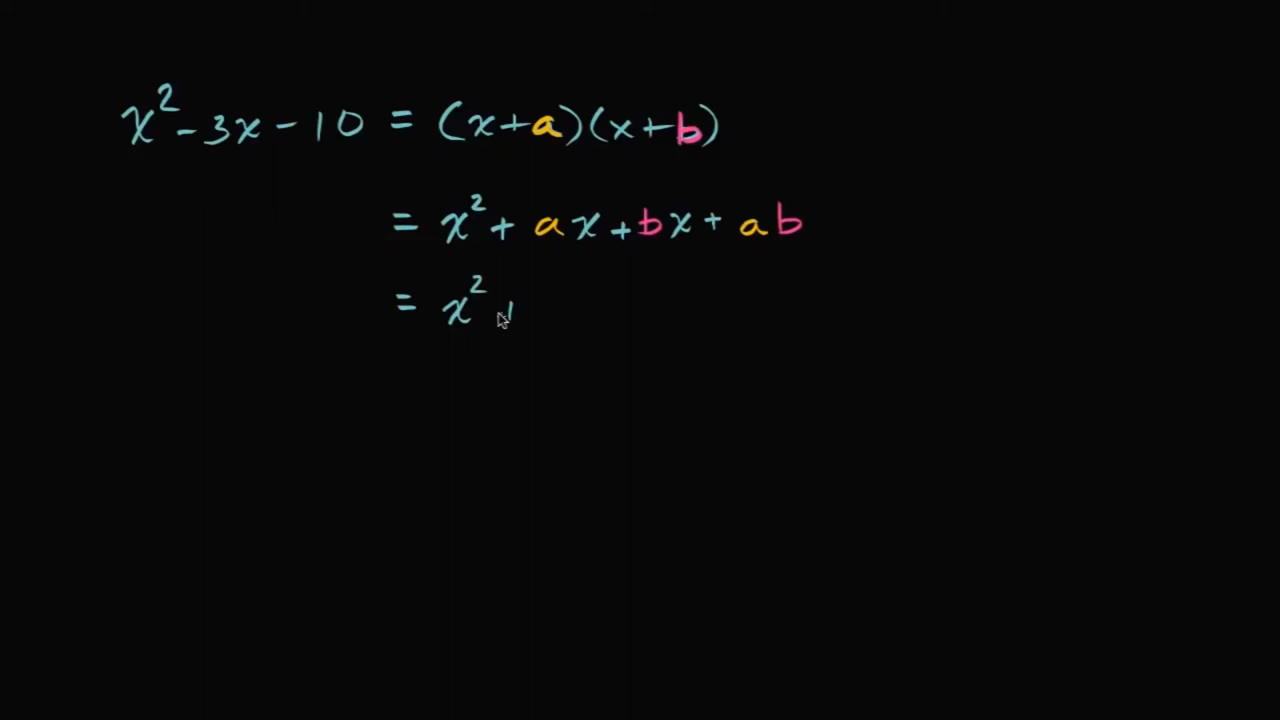 x² - 3x - 10 = (x+a)(x+b)
= x² + ax + bx + ab
= x²